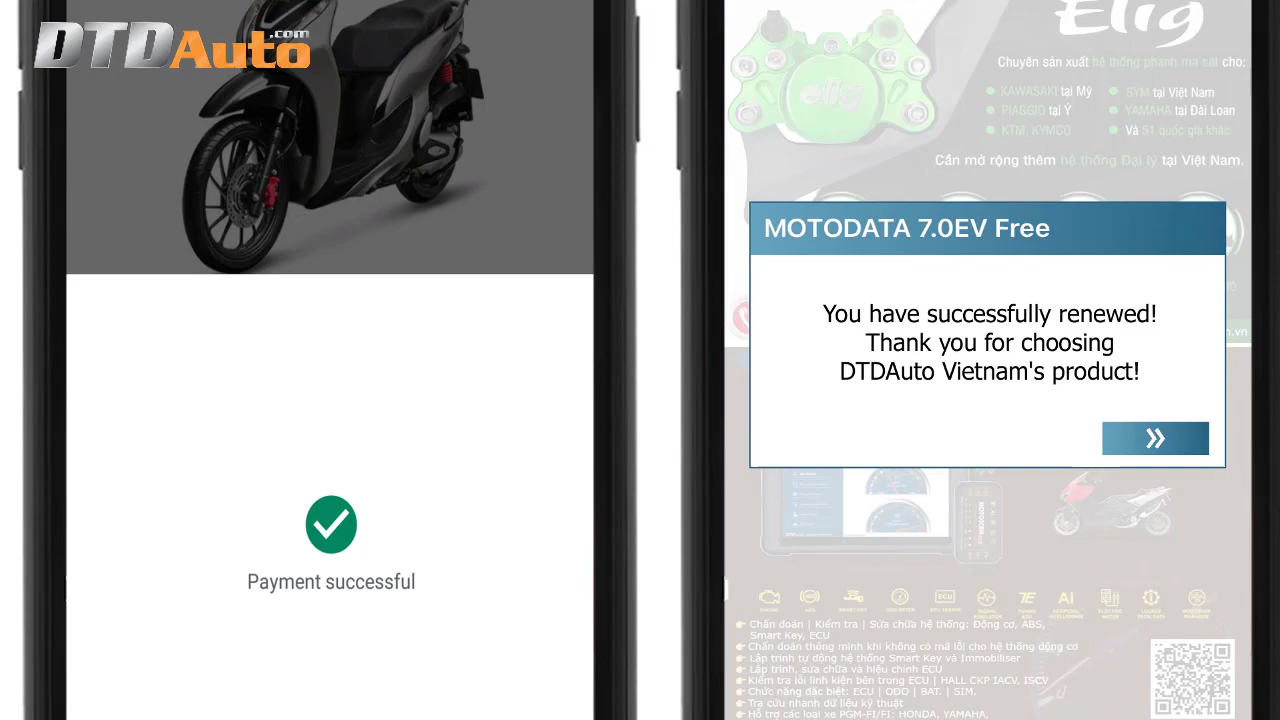 DTDAuto.com
Payment successful
Elig
Chuyên sản xuất hệ thống phanh ma sát cho:
KAWASAKI tại Mỹ
SYM tại Việt Nam
PIAGGIO tại Ý
YAMAHA tại Đài Loan
KTM, KYMCO
Và 51 quốc gia khác
Cần mở rộng thêm hệ thống Đại lý tại Việt Nam.
elig
MOTODATA 7.0EV Free
You have successfully renewed!
Thank you for choosing
DTDAuto Vietnam's product!
»
Chẩn đoán | Kiểm tra | Sửa chữa hệ thống: Động cơ, ABS,
Smart Key, ECU
Chẩn đoán thông minh khi không có mã lỗi cho hệ thống động cơ
Lập trình tự động hệ thống Smart Key và Immobiliser
Lập trình, sửa chữa và hiệu chỉnh ECU
Kiểm tra lỗi linh kiện bên trong ECU | HALL CKP IACV, ISCV
Chức năng đặc biệt: ECU | ODO | BAT. | SIM.
Tra cứu nhanh dữ liệu kỹ thuật
Hỗ trợ các loại xe PGM-FI/FI: HONDA, YAMAHA,